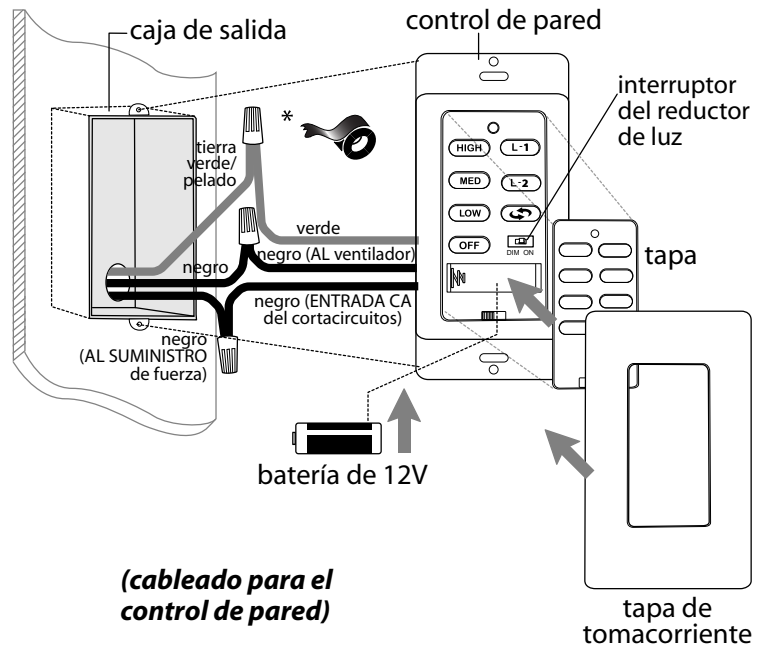 caja de salida
control de pared
interruptor
del reductor
de luz
*
tierra
verde/
pelado
HIGH
L-1
MED
L-2
LOW
OFF
DIM ON
tapa
verde
negro
negro (AL ventilador)
negro (ENTRADA CA
del cortacircuitos)
negro
(AL SUMINISTRO
de fuerza)
batería de 12V
(cableado para el
control de pared)
tapa de
tomacorriente